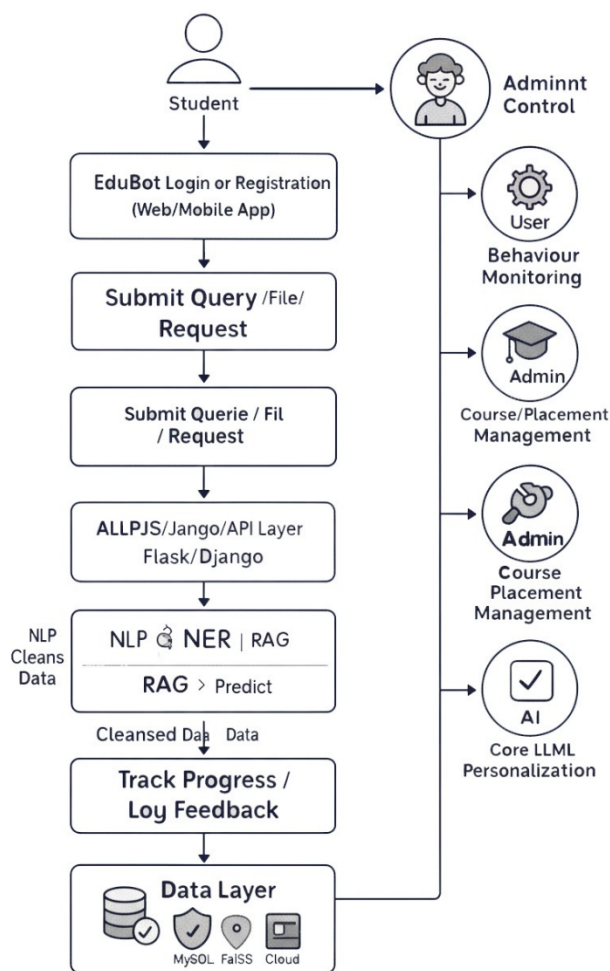 Student
EduBot Login or Registration
(Web/Mobile App)
Submit Query /File/
Request
Submit Querie / Fil
/ Request
ALLPJS/Jango/API Layer
Flask/Django
NLP
Cleans
Data
NLP NER | RAG
RAG > Predict
Cleansed Daa Data
Track Progress /
Loy Feedback
Data Layer
MySOL FaISS Cloud
Adminnt
Control
User
Behaviour
Monitoring
Admin
Course/Placement
Management
Admin
Course
Placement
Management
AI
Core LLML
Personalization